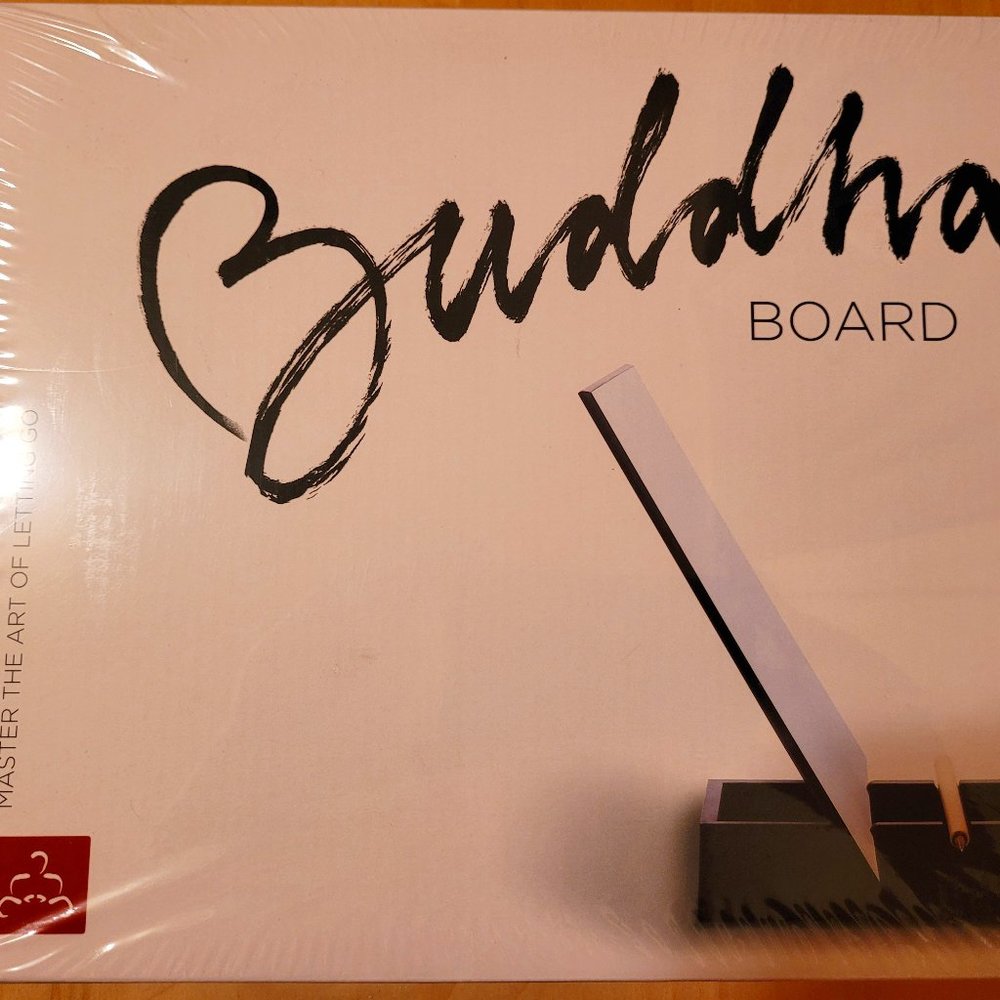 Buddha
BOARD
MASTER THE ART OF LETTING GO